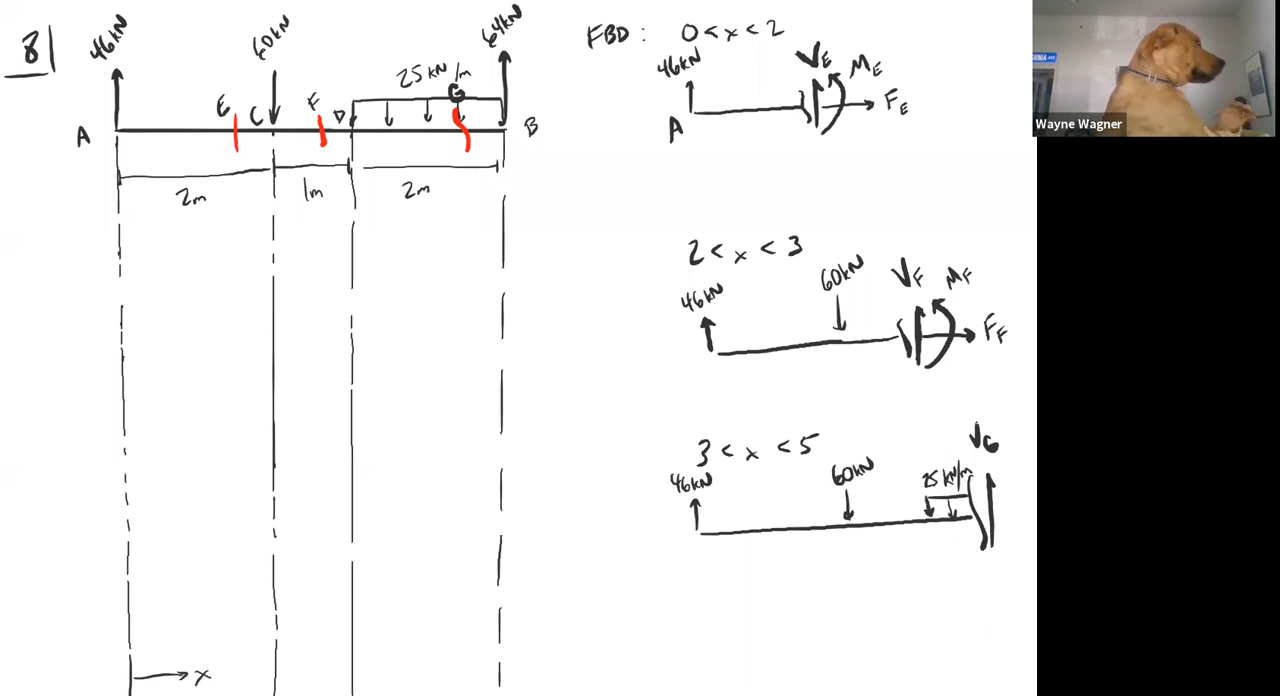 8
46kN
60kN
64kN
25 kN/m
A
E
C
F
D
G
B
2m
1m
2m
x
FBD: 0 < x < 2
46kN
A
VE
ME
FE
2 < x < 3
46kN
60kN
VF
MF
FF
3 < x < 5
46kN
60kN
25 kN/m
VG
Wayne Wagner